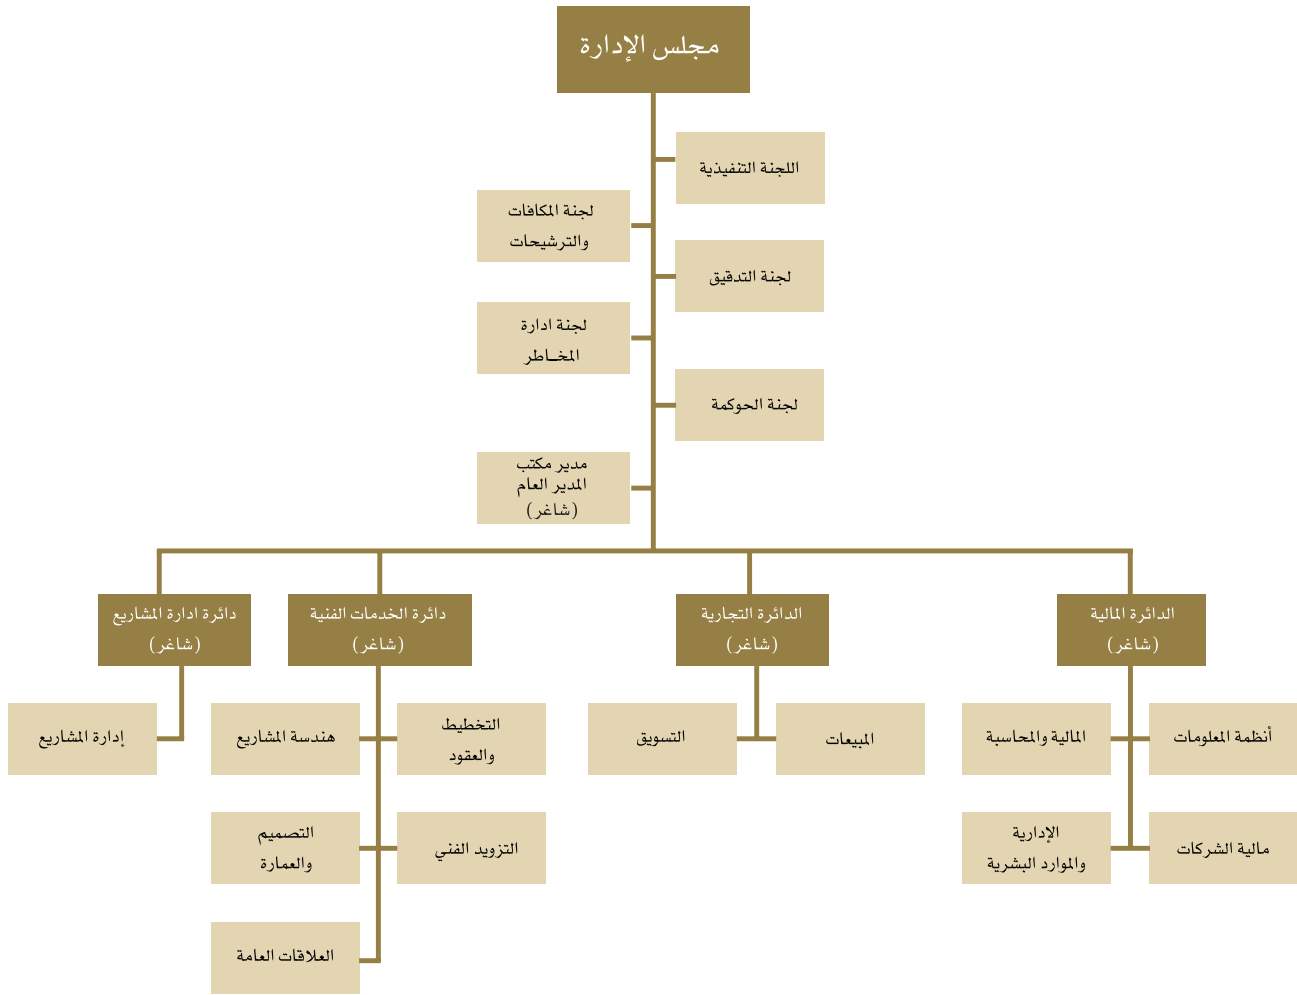 مجلس الإدارة
اللجنة التنفيذية
لجنة المكافات
والترشيحات
لجنة التدقيق
لجنة ادارة
المخــاطر
لجنة الحوكمة
مدير مكتب
المدير العام
(شاغر)
الدائرة المالية
(شاغر)
الدائرة التجارية
(شاغر)
دائرة الخدمات الفنية
(شاغر)
دائرة ادارة المشاريع
(شاغر)
أنظمة المعلومات
المالية والمحاسبة
المبيعات
التسويق
التخطيط
والعقود
هندسة المشاريع
إدارة المشاريع
مالية الشركات
الإدارية
والموارد البشرية
التزويد الفني
التصميم
والعمارة
العلاقات العامة